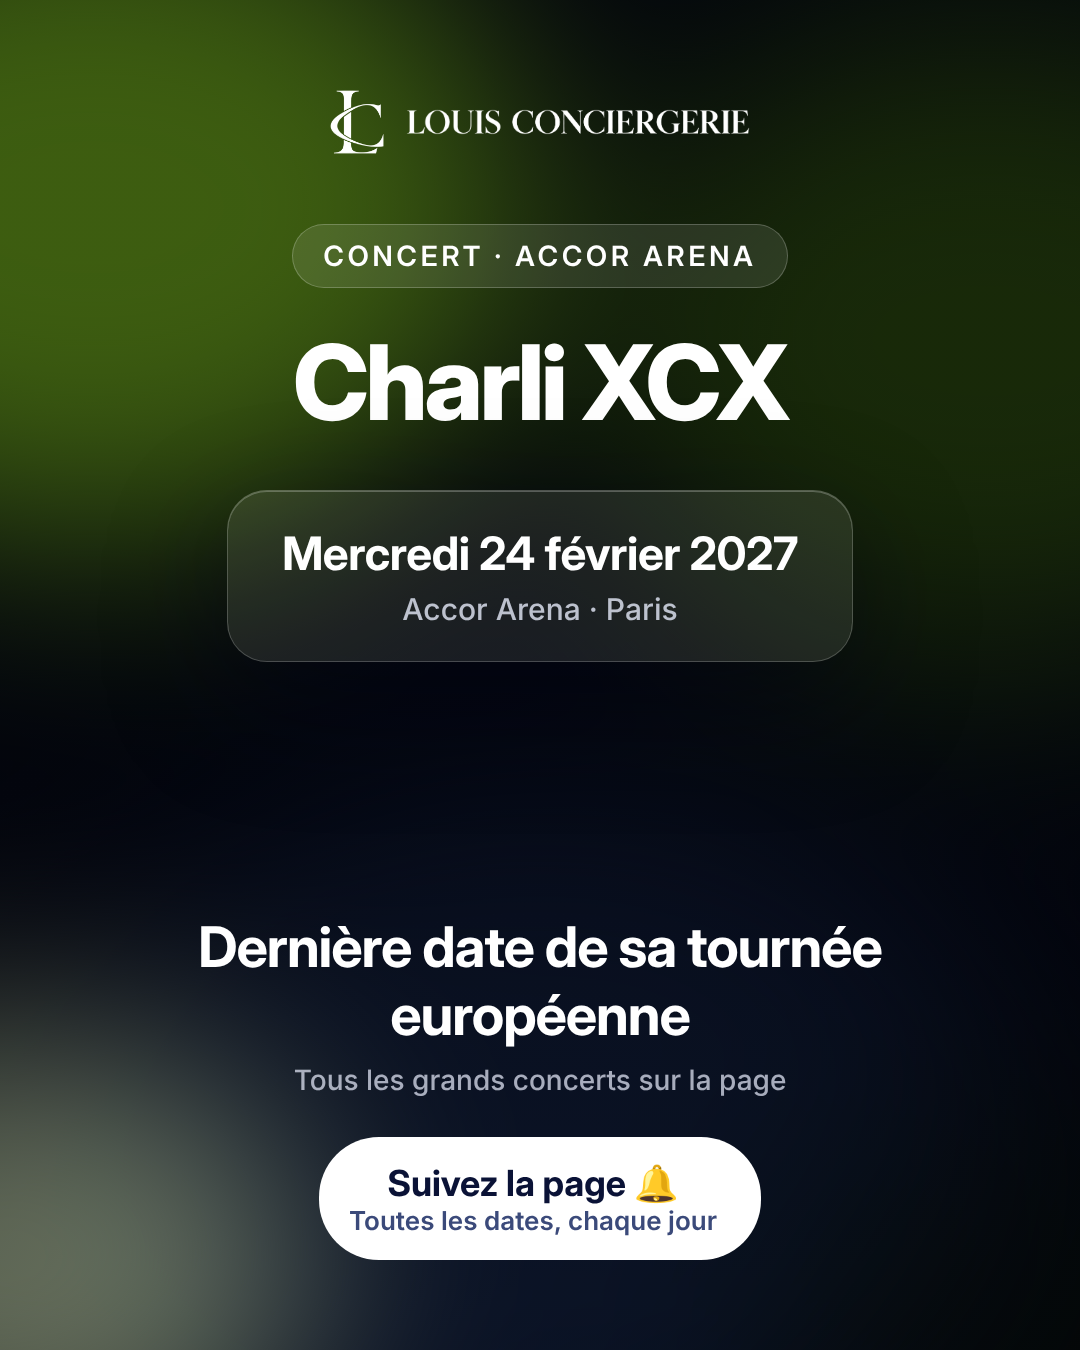 LC LOUIS CONCIERGERIE
CONCERT · ACCOR ARENA
Charli XCX
Mercredi 24 février 2027
Accor Arena · Paris
Dernière date de sa tournée
européenne
Tous les grands concerts sur la page
Suivez la page 🔔
Toutes les dates, chaque jour